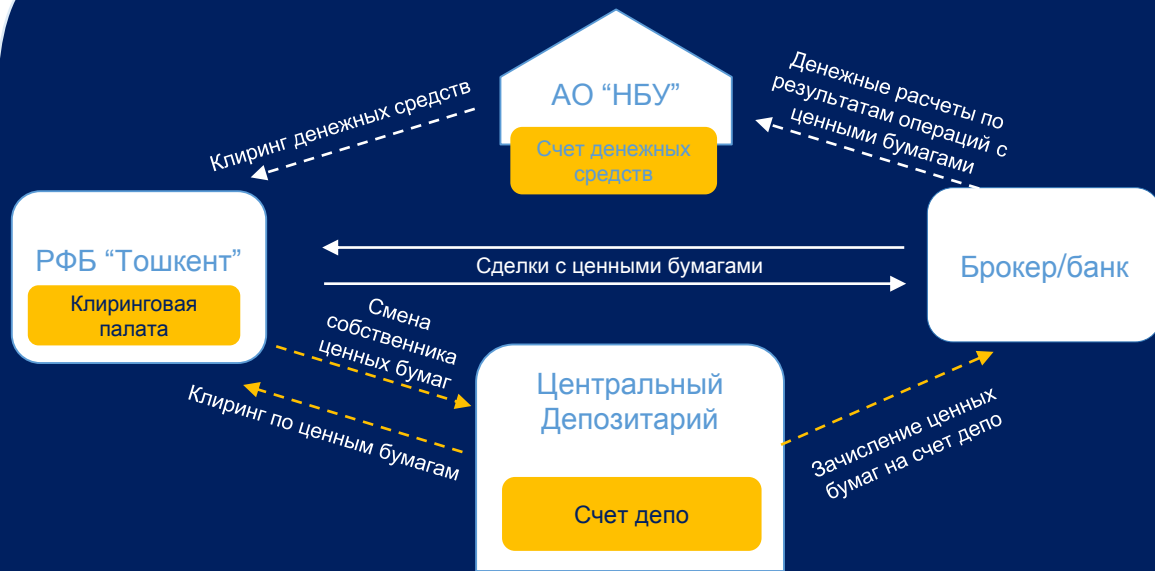 АО “НБУ”
Счет денежных
средств
Клиринг денежных средств
Денежные расчеты по
результатам операций с
ценными бумагами
РФБ “Тошкент”
Клиринговая
палата
Сделки с ценными бумагами
Брокер/банк
Смена
собственника
ценных бумаг
Клиринг по ценным бумагам
Центральный
Депозитарий
Счет депо
Зачисление ценных
бумаг на счет депо